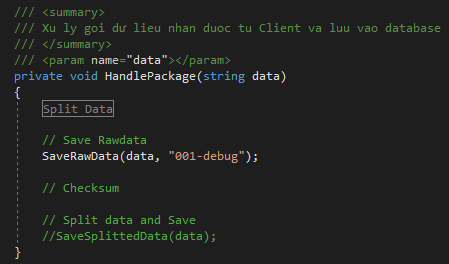 /// <summary>
/// Xu ly goi dư lieu nhan duoc tu Client va luu vao database
/// </summary>
/// <param name="data"></param>
private void HandlePackage(string data)
{
Split Data
// Save Rawdata
SaveRawData(data, "001-debug");
// Checksum
// Split data and Save
//SaveSplittedData(data);
}